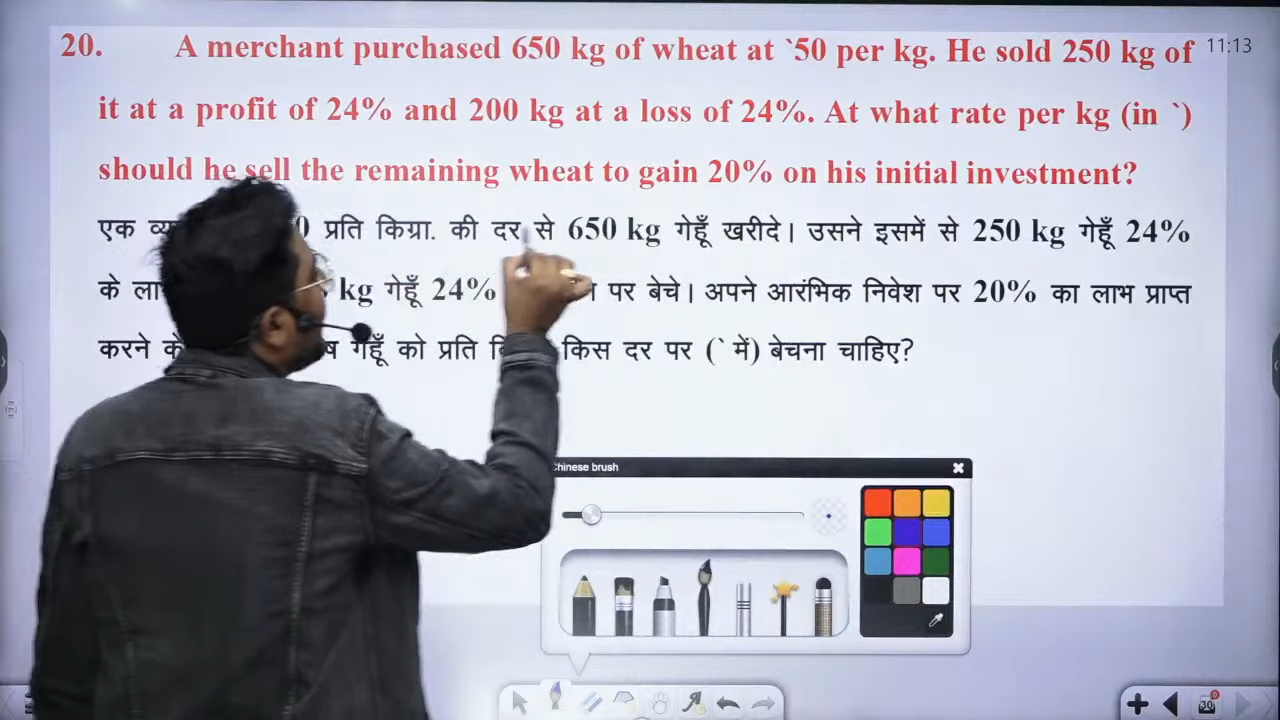 20. A merchant purchased 650 kg of wheat at `50 per kg. He sold 250 kg of
11:13
it at a profit of 24% and 200 kg at a loss of 24%. At what rate per kg (in `)
should he sell the remaining wheat to gain 20% on his initial investment?
एक प्रति किग्रा. की दर से 650 kg गेहूँ खरीदे। उसने इसमें से 250 kg गेहूँ 24%
के kg गेहूँ 24% पर बेचे। अपने आरंभिक निवेश पर 20% का लाभ प्राप्त
करने गेहूँ को प्रति किस दर पर (` में) बेचना चाहिए?
Chinese brush
30